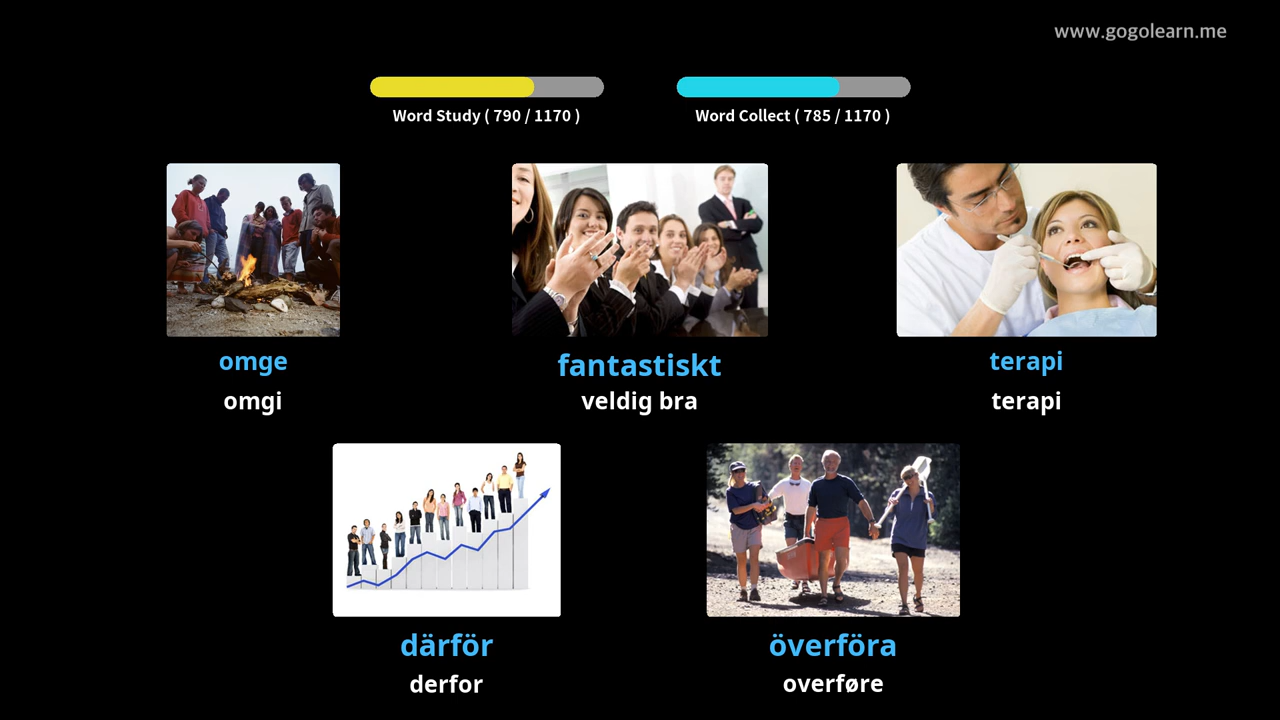 www.gogolearn.me
Word Study ( 790 / 1170 )
Word Collect ( 785 / 1170 )
omge
omgi
fantastiskt
veldig bra
terapi
terapi
därför
derfor
överföra
overføre